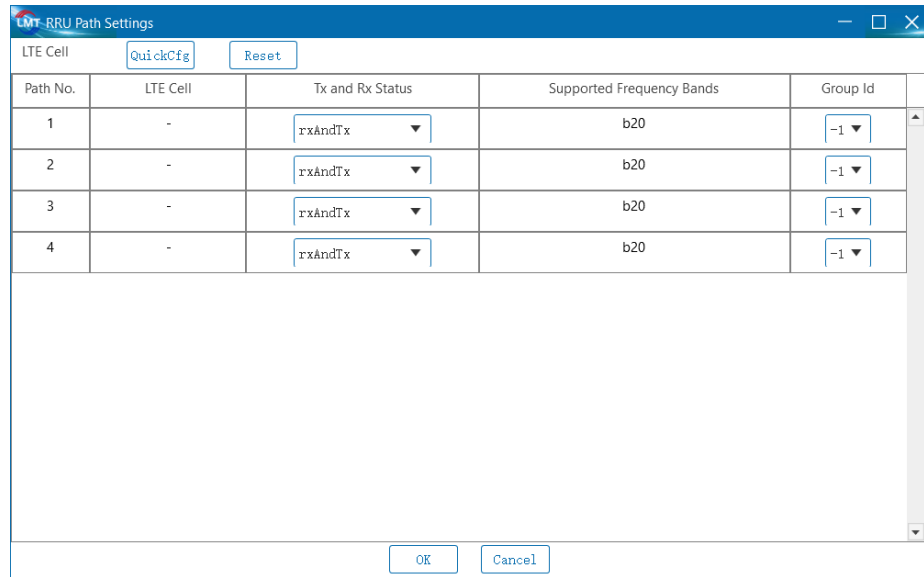 LMT RRU Path Settings
LTE Cell QuickCfg Reset
Path No. LTE Cell Tx and Rx Status Supported Frequency Bands Group Id
1 - rxAndTx b20 -1
2 - rxAndTx b20 -1
3 - rxAndTx b20 -1
4 - rxAndTx b20 -1
OK Cancel